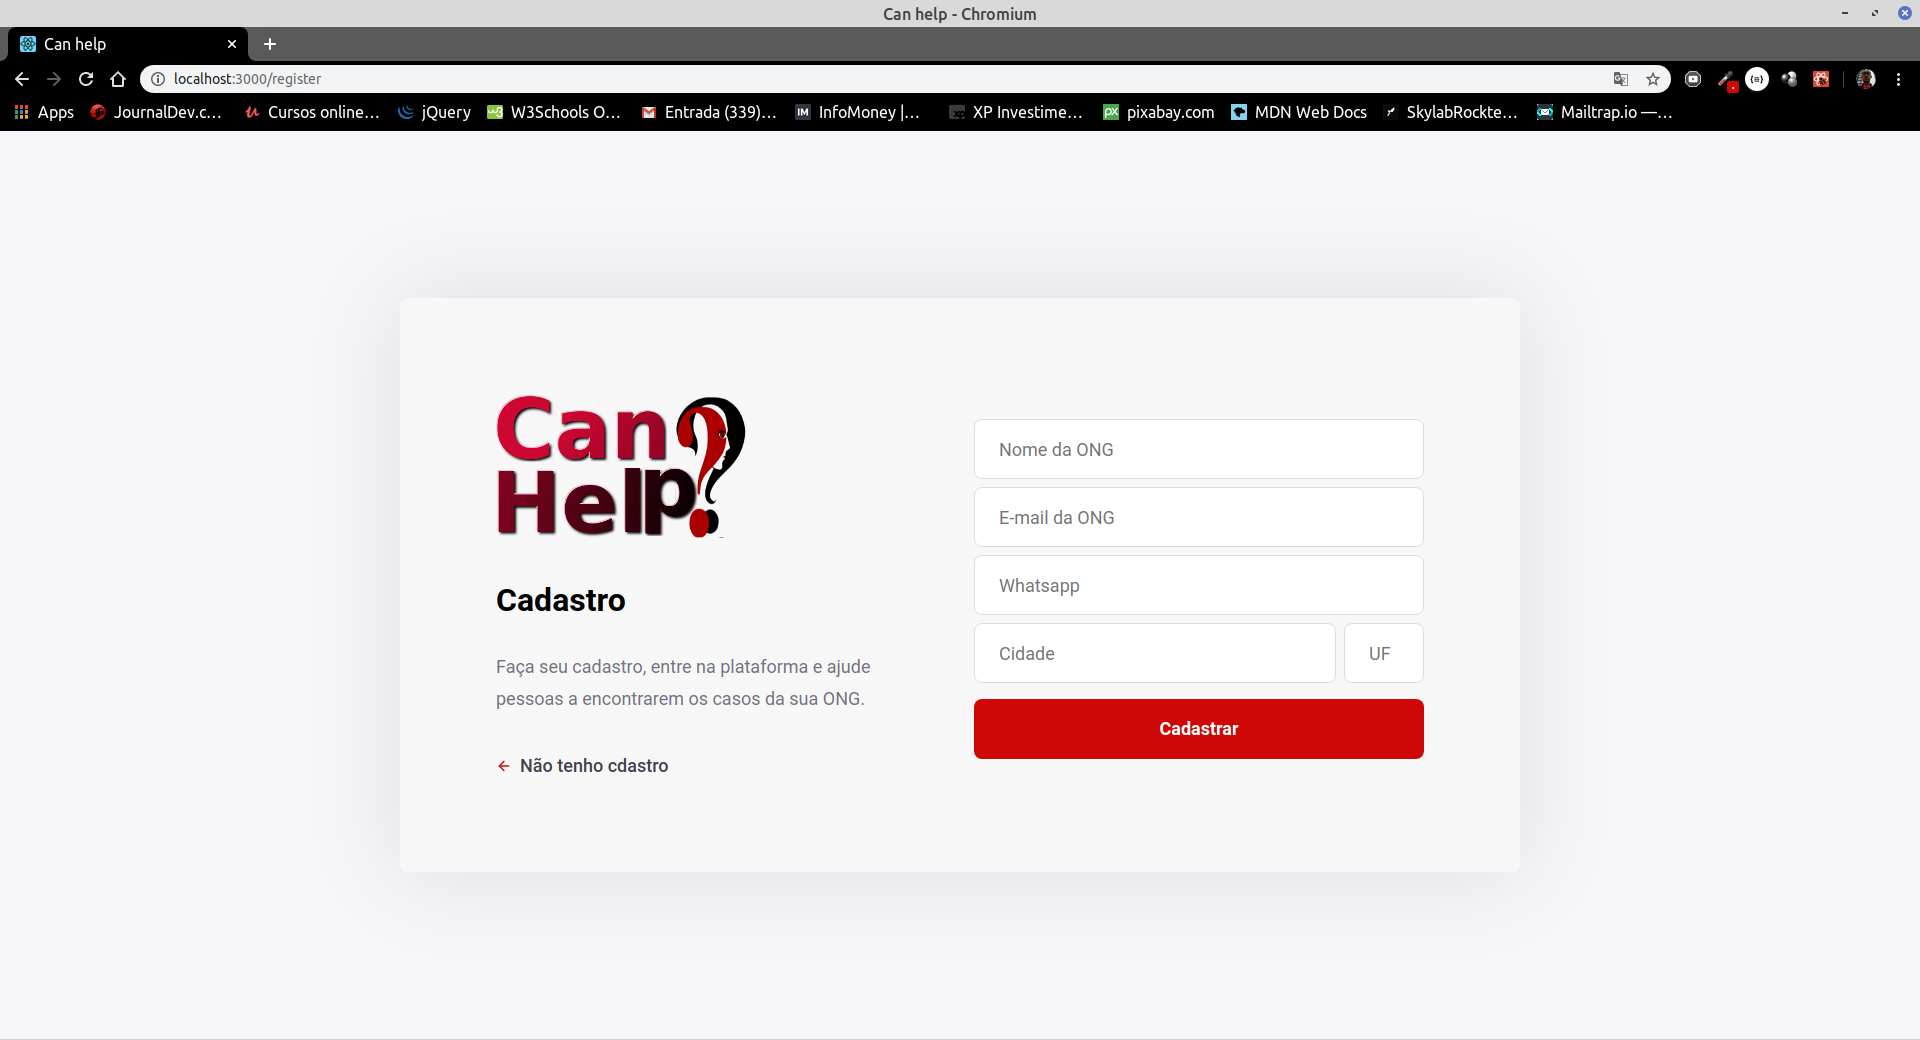 Can help - Chromium
Can help
localhost:3000/register
Apps JournalDev.c... Cursos online... jQuery W3Schools O... Entrada (339)... InfoMoney |... XP Investime... pixabay.com MDN Web Docs SkylabRockte... Mailtrap.io —...
Can
Help?
Cadastro
Faça seu cadastro, entre na plataforma e ajude
pessoas a encontrarem os casos da sua ONG.
Não tenho cdastro
Nome da ONG
E-mail da ONG
Whatsapp
Cidade UF
Cadastrar